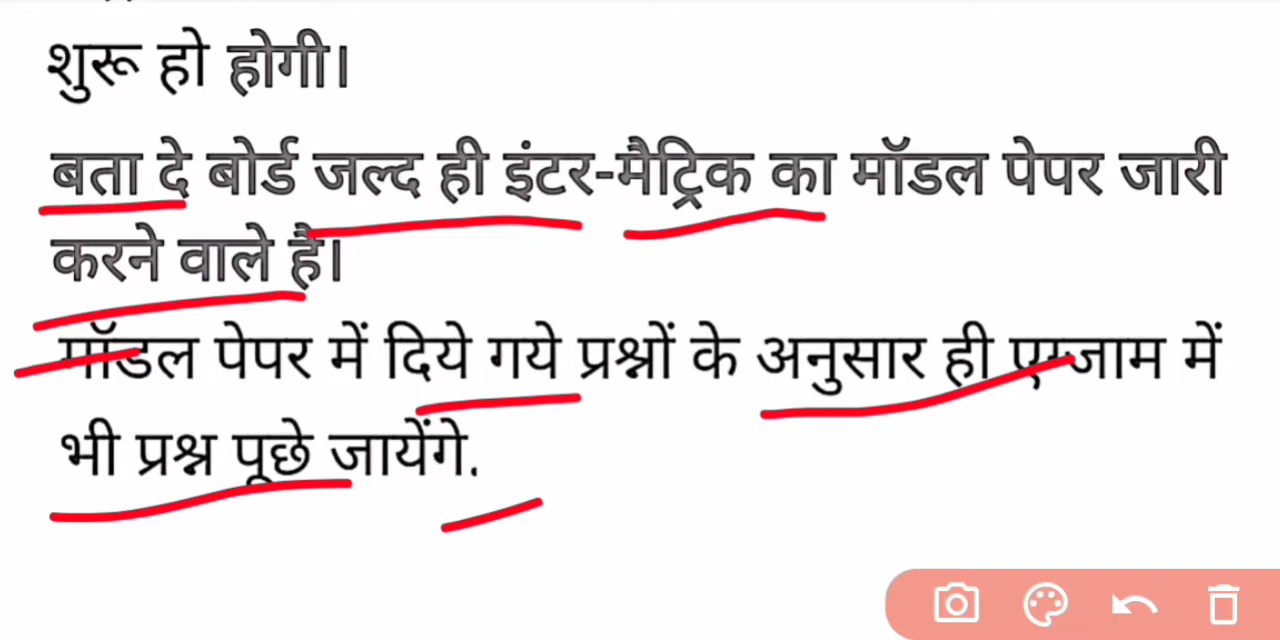 शुरू हो होगी।
बता दे बोर्ड जल्द ही इंटर-मैट्रिक का मॉडल पेपर जारी
करने वाले है।
मॉडल पेपर में दिये गये प्रश्नों के अनुसार ही एग्जाम में
भी प्रश्न पूछे जायेंगे.